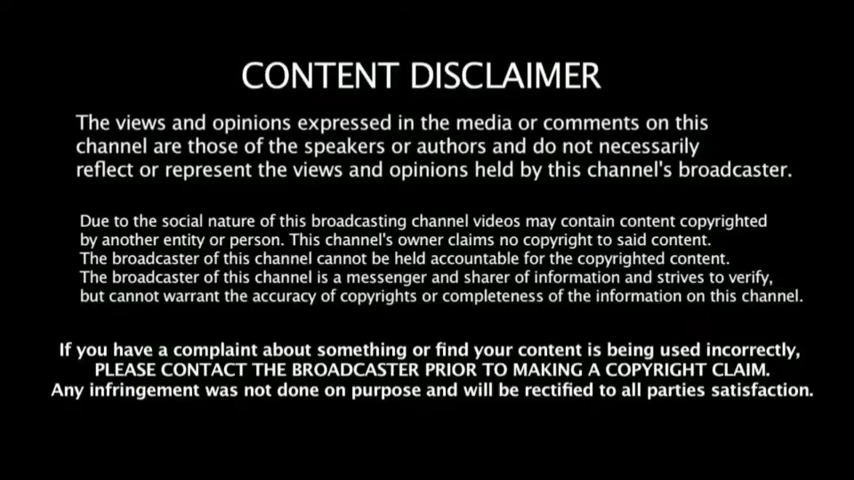 CONTENT DISCLAIMER
The views and opinions expressed in the media or comments on this
channel are those of the speakers or authors and do not necessarily
reflect or represent the views and opinions held by this channel's broadcaster.
Due to the social nature of this broadcasting channel videos may contain content copyrighted
by another entity or person. This channel's owner claims no copyright to said content.
The broadcaster of this channel cannot be held accountable for the copyrighted content.
The broadcaster of this channel is a messenger and sharer of information and strives to verify,
but cannot warrant the accuracy of copyrights or completeness of the information on this channel.
If you have a complaint about something or find your content is being used incorrectly,
PLEASE CONTACT THE BROADCASTER PRIOR TO MAKING A COPYRIGHT CLAIM.
Any infringement was not done on purpose and will be rectified to all parties satisfaction.